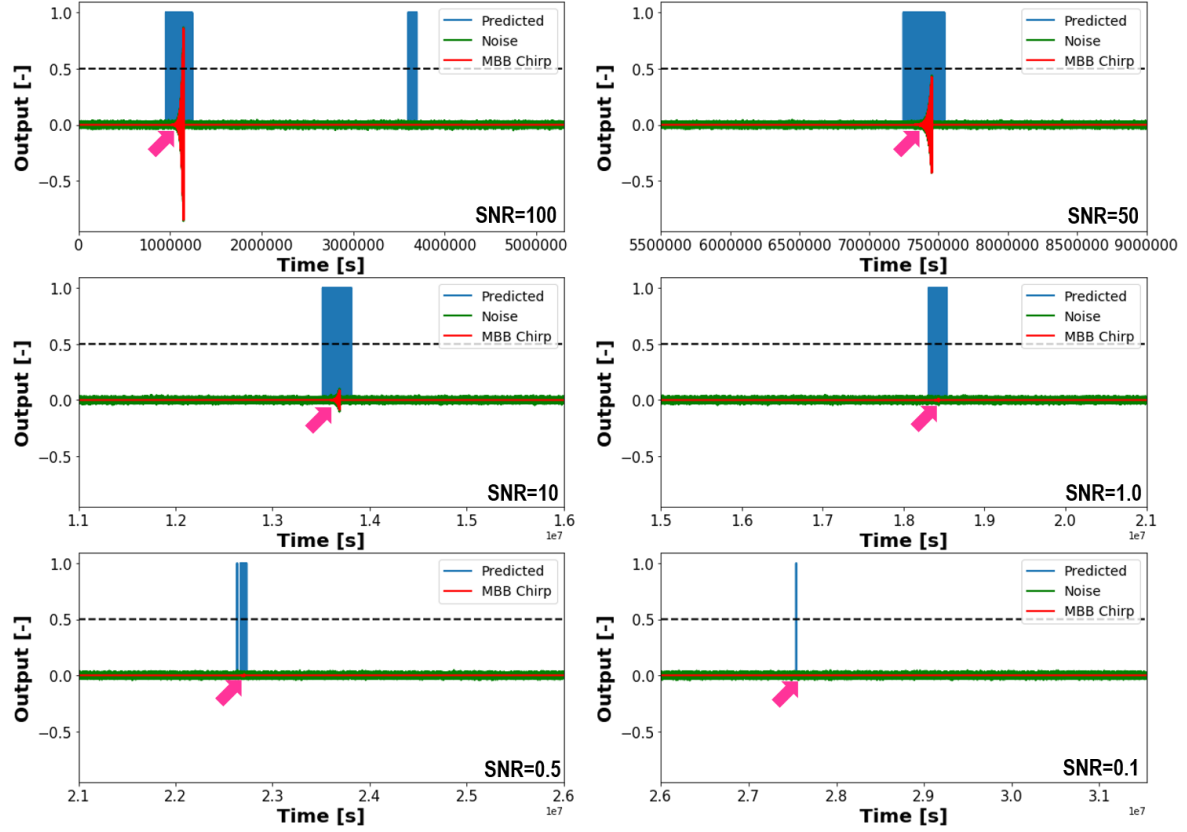 1.0
0.5
0.0
−0.5
Output [-]
Predicted
Noise
MBB Chirp
SNR=100
0 1000000 2000000 3000000 4000000 5000000
Time [s]
1.0
0.5
0.0
−0.5
Output [-]
Predicted
Noise
MBB Chirp
SNR=50
5500000 6000000 6500000 7000000 7500000 8000000 8500000 9000000
Time [s]
1.0
0.5
0.0
−0.5
Output [-]
Predicted
Noise
MBB Chirp
SNR=10
1.1 1.2 1.3 1.4 1.5 1.6
1e7
Time [s]
1.0
0.5
0.0
−0.5
Output [-]
Predicted
Noise
MBB Chirp
SNR=1.0
1.5 1.6 1.7 1.8 1.9 2.0 2.1
1e7
Time [s]
1.0
0.5
0.0
−0.5
Output [-]
Predicted
MBB Chirp
SNR=0.5
2.1 2.2 2.3 2.4 2.5 2.6
1e7
Time [s]
1.0
0.5
0.0
−0.5
Output [-]
Predicted
Noise
MBB Chirp
SNR=0.1
2.6 2.7 2.8 2.9 3.0 3.1
1e7
Time [s]